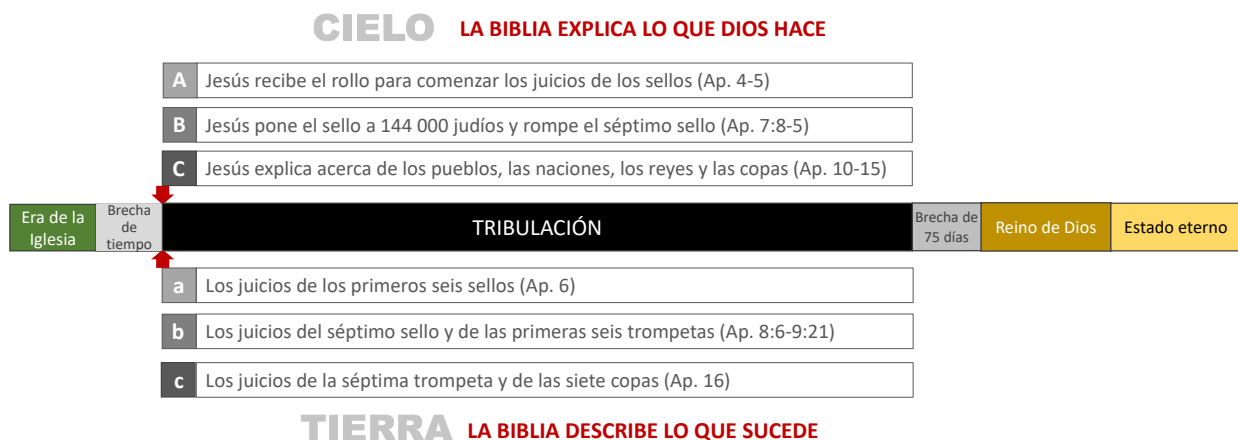 CIELO LA BIBLIA EXPLICA LO QUE DIOS HACE
A Jesús recibe el rollo para comenzar los juicios de los sellos (Ap. 4-5)
B Jesús pone el sello a 144 000 judíos y rompe el séptimo sello (Ap. 7:8-5)
C Jesús explica acerca de los pueblos, las naciones, los reyes y las copas (Ap. 10-15)
Era de la
Iglesia
Brecha
de
tiempo
TRIBULACIÓN
Brecha de
75 días
Reino de Dios
Estado eterno
a Los juicios de los primeros seis sellos (Ap. 6)
b Los juicios del séptimo sello y de las primeras seis trompetas (Ap. 8:6-9:21)
c Los juicios de la séptima trompeta y de las siete copas (Ap. 16)
TIERRA LA BIBLIA DESCRIBE LO QUE SUCEDE